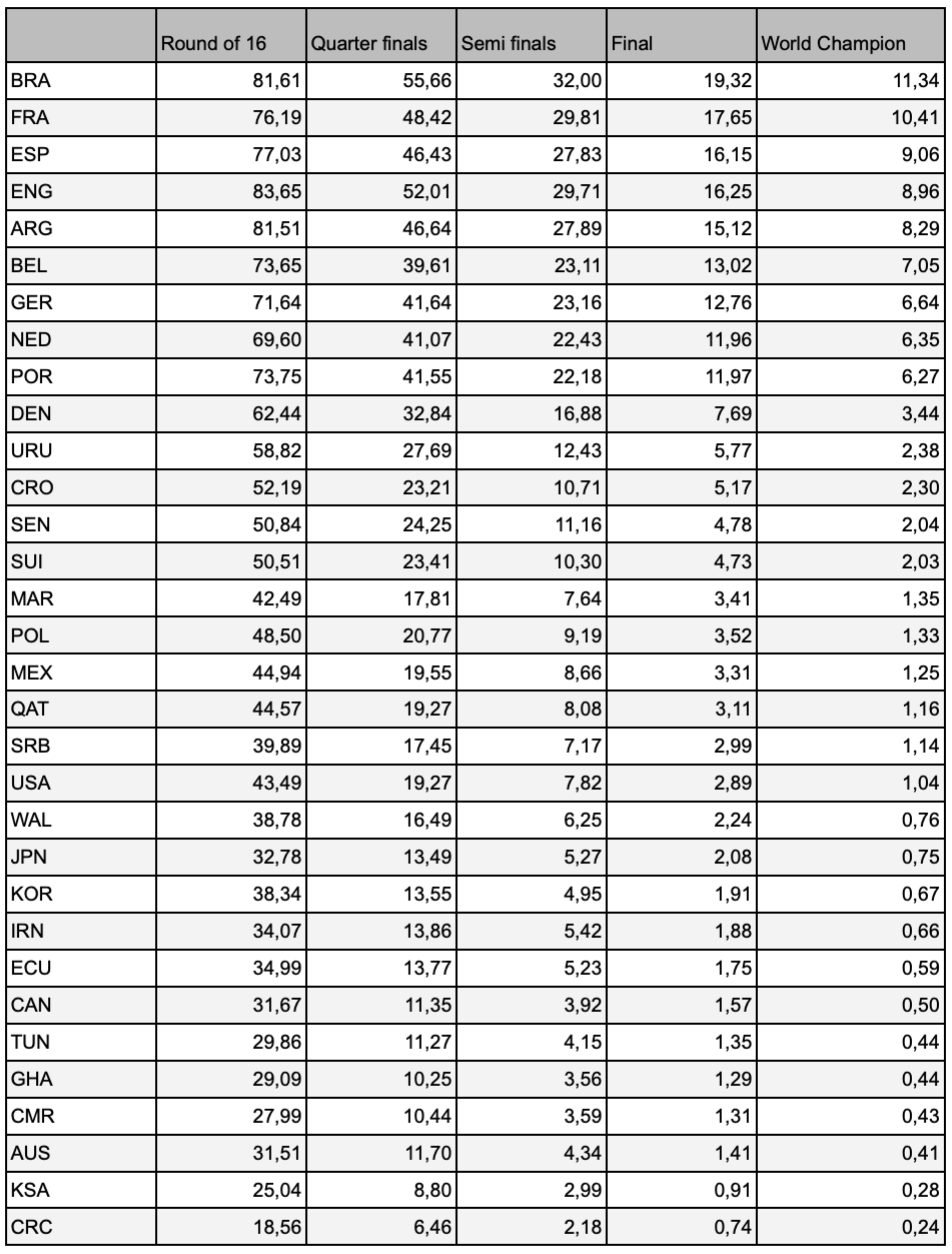 Round of 16 Quarter finals Semi finals Final World Champion
BRA 81,61 55,66 32,00 19,32 11,34
FRA 76,19 48,42 29,81 17,65 10,41
ESP 77,03 46,43 27,83 16,15 9,06
ENG 83,65 52,01 29,71 16,25 8,96
ARG 81,51 46,64 27,89 15,12 8,29
BEL 73,65 39,61 23,11 13,02 7,05
GER 71,64 41,64 23,16 12,76 6,64
NED 69,60 41,07 22,43 11,96 6,35
POR 73,75 41,55 22,18 11,97 6,27
DEN 62,44 32,84 16,88 7,69 3,44
URU 58,82 27,69 12,43 5,77 2,38
CRO 52,19 23,21 10,71 5,17 2,30
SEN 50,84 24,25 11,16 4,78 2,04
SUI 50,51 23,41 10,30 4,73 2,03
MAR 42,49 17,81 7,64 3,41 1,35
POL 48,50 20,77 9,19 3,52 1,33
MEX 44,94 19,55 8,66 3,31 1,25
QAT 44,57 19,27 8,08 3,11 1,16
SRB 39,89 17,45 7,17 2,99 1,14
USA 43,49 19,27 7,82 2,89 1,04
WAL 38,78 16,49 6,25 2,24 0,76
JPN 32,78 13,49 5,27 2,08 0,75
KOR 38,34 13,55 4,95 1,91 0,67
IRN 34,07 13,86 5,42 1,88 0,66
ECU 34,99 13,77 5,23 1,75 0,59
CAN 31,67 11,35 3,92 1,57 0,50
TUN 29,86 11,27 4,15 1,35 0,44
GHA 29,09 10,25 3,56 1,29 0,44
CMR 27,99 10,44 3,59 1,31 0,43
AUS 31,51 11,70 4,34 1,41 0,41
KSA 25,04 8,80 2,99 0,91 0,28
CRC 18,56 6,46 2,18 0,74 0,24